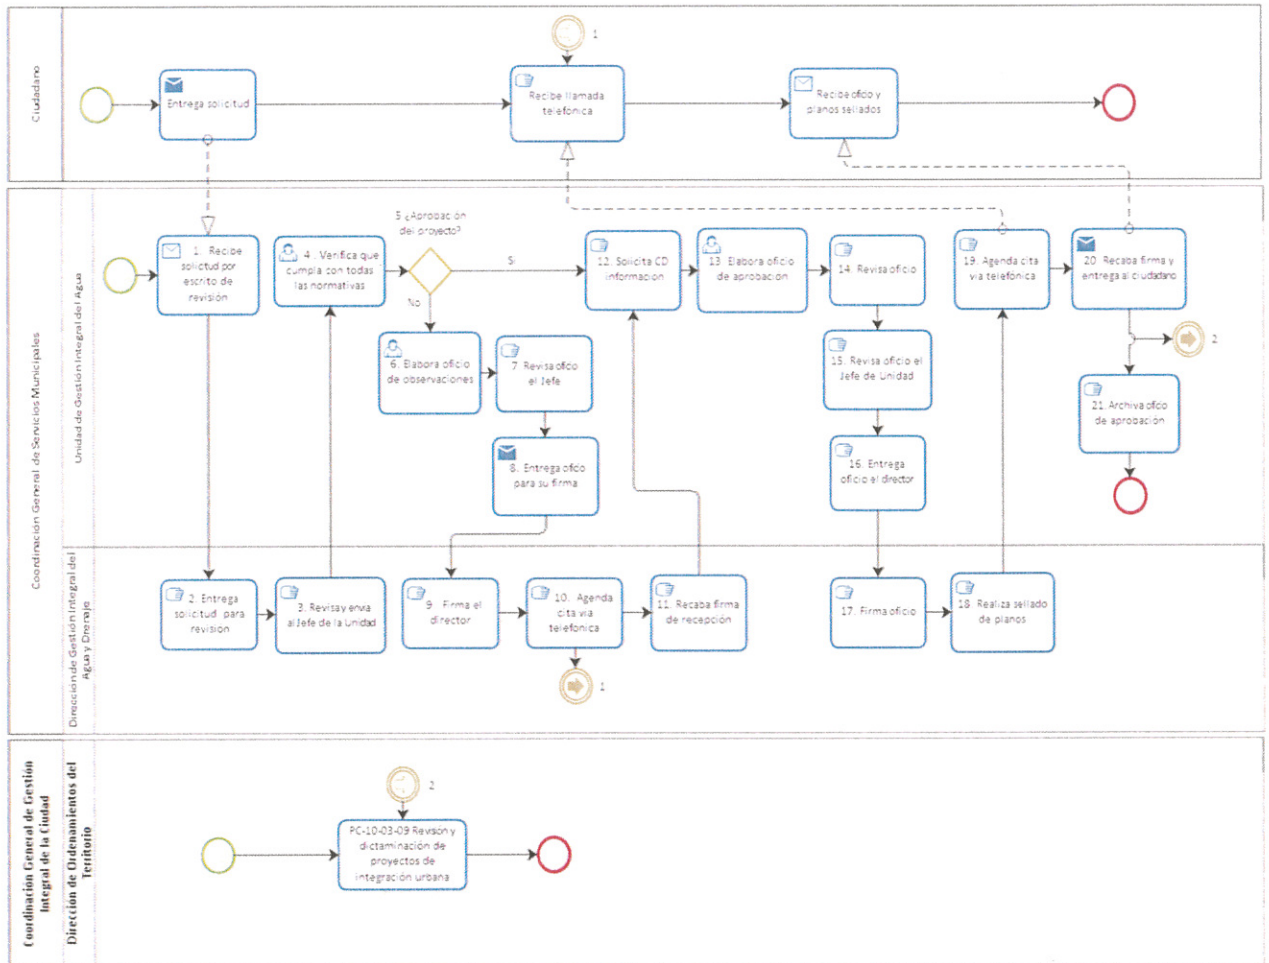 Ciudadano
1
Entrega solicitud
Recibe llamada
telefónica
Recibe oficio y
planos sellados
Coordinación General de Servicios Municipales
Unidad de Gestión Integral del Agua
1. Recibe
solicitud por
escrito de
revisión
4. Verifica que
cumpla con todas
las normativas
5 ¿Aprobación
del proyecto?
Si
No
6. Elabora oficio
de observaciones
7. Revisa oficio
el Jefe
8. Entrega oficio
para su firma
12. Solicita CD
información
13. Elabora oficio
de aprobación
14. Revisa oficio
15. Revisa oficio el
Jefe de Unidad
16. Entrega
oficio el director
19. Agenda cita
vía telefónica
20 Recaba firma y
entrega al ciudadano
2
21. Archiva oficio
de aprobación
Dirección de Gestión Integral del
Agua y Drenaje
2. Entrega
solicitud para
revisión
3. Revisa y envía
al Jefe de la Unidad
9. Firma el
director
10. Agenda
cita vía
telefónica
11. Recaba firma
de recepción
17. Firma oficio
18. Realiza sellado
de planos
1
Coordinación General de Gestión
Integral de la Ciudad
Dirección de Ordenamientos del
Territorio
2
PC-10-03-09 Revisión y
dictaminación de
proyectos de
integración urbana